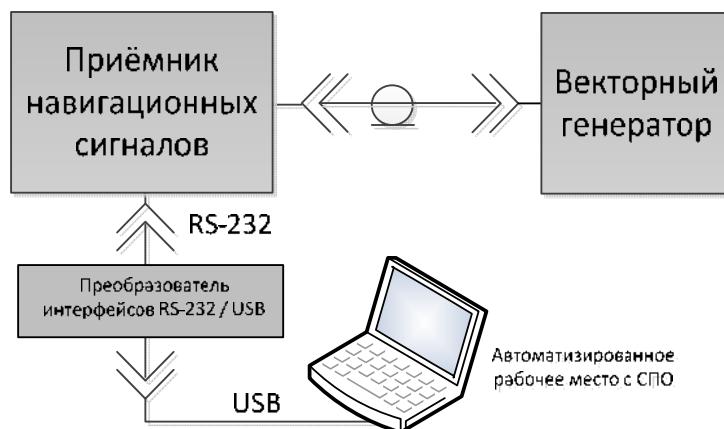 Приёмник
навигационных
сигналов
Векторный
генератор
RS-232
Преобразователь
интерфейсов RS-232 / USB
Автоматизированное
рабочее место с СПО
USB